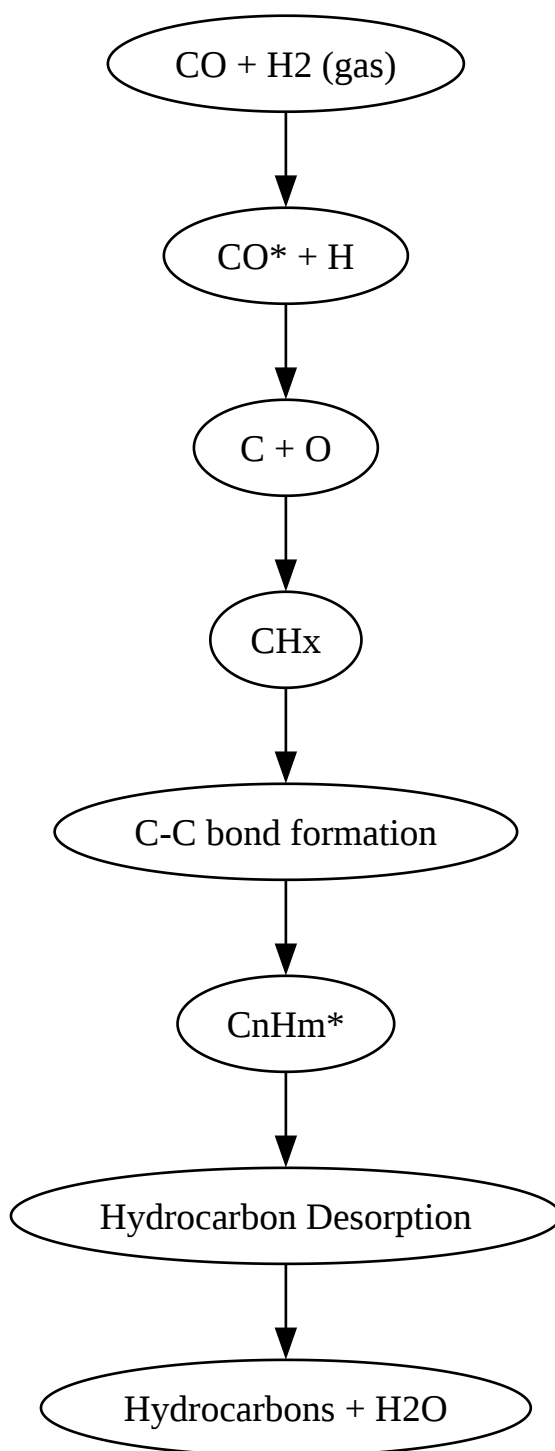 CO + H2 (gas)
CO* + H
C + O
CHx
C-C bond formation
CnHm*
Hydrocarbon Desorption
Hydrocarbons + H2O